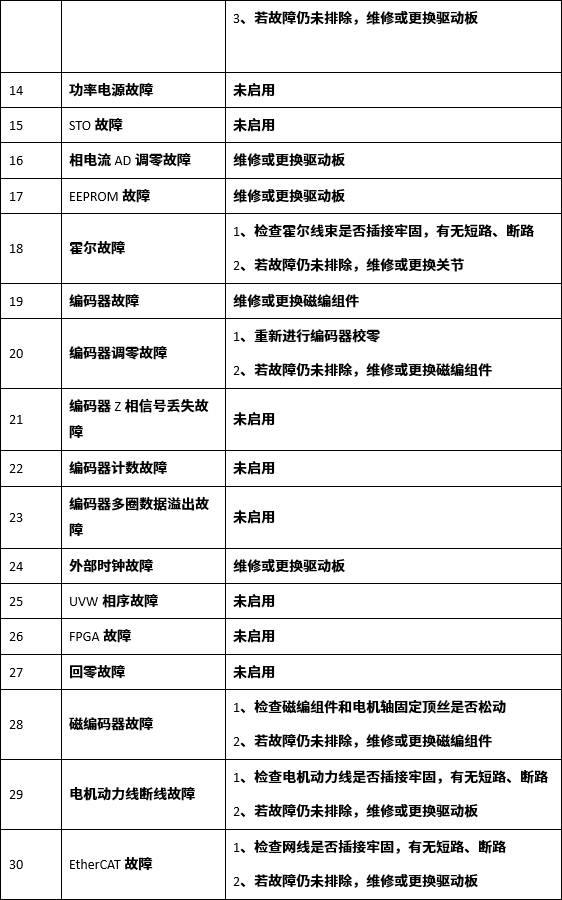 3、若故障仍未排除，维修或更换驱动板
14 功率电源故障 未启用
15 STO 故障 未启用
16 相电流 AD 调零故障 维修或更换驱动板
17 EEPROM 故障 维修或更换驱动板
18 霍尔故障 1、检查霍尔线束是否插接牢固，有无短路、断路
2、若故障仍未排除，维修或更换关节
19 编码器故障 维修或更换磁编组件
20 编码器调零故障 1、重新进行编码器校零
2、若故障仍未排除，维修或更换磁编组件
21 编码器 Z 相信号丢失故 未启用
障
22 编码器计数故障 未启用
23 编码器多圈数据溢出故 未启用
障
24 外部时钟故障 维修或更换驱动板
25 UVW 相序故障 未启用
26 FPGA 故障 未启用
27 回零故障 未启用
28 磁编码器故障 1、检查磁编组件和电机轴固定顶丝是否松动
2、若故障仍未排除，维修或更换磁编组件
29 电机动力线断线故障 1、检查电机动力线是否插接牢固，有无短路、断路
2、若故障仍未排除，维修或更换驱动板
30 EtherCAT 故障 1、检查网线是否插接牢固，有无短路、断路
2、若故障仍未排除，维修或更换驱动板